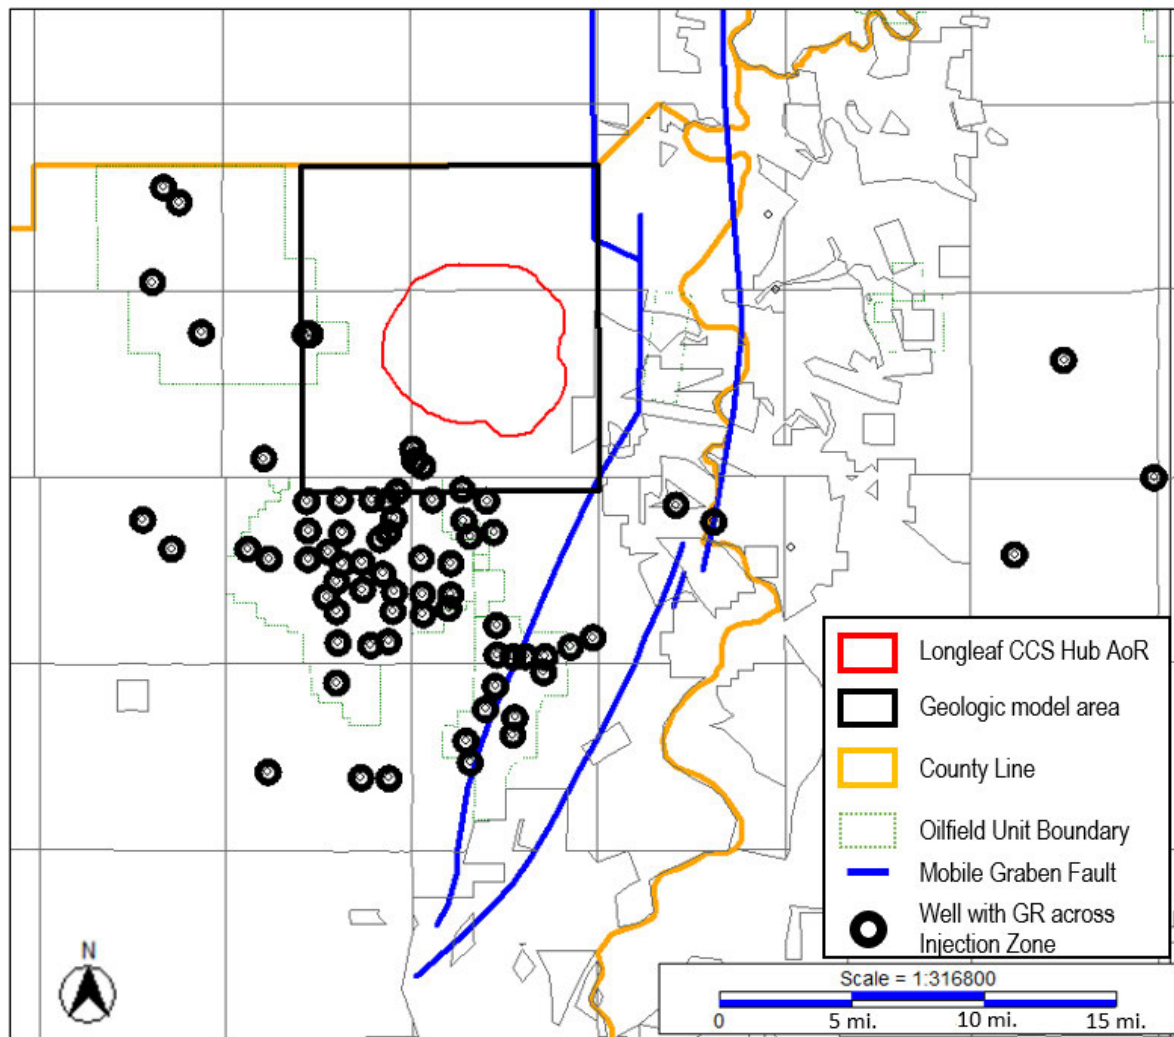 Longleaf CCS Hub AoR
Geologic model area
County Line
Oilfield Unit Boundary
Mobile Graben Fault
Well with GR across
Injection Zone
N
Scale = 1:316800
0 5 mi. 10 mi. 15 mi.